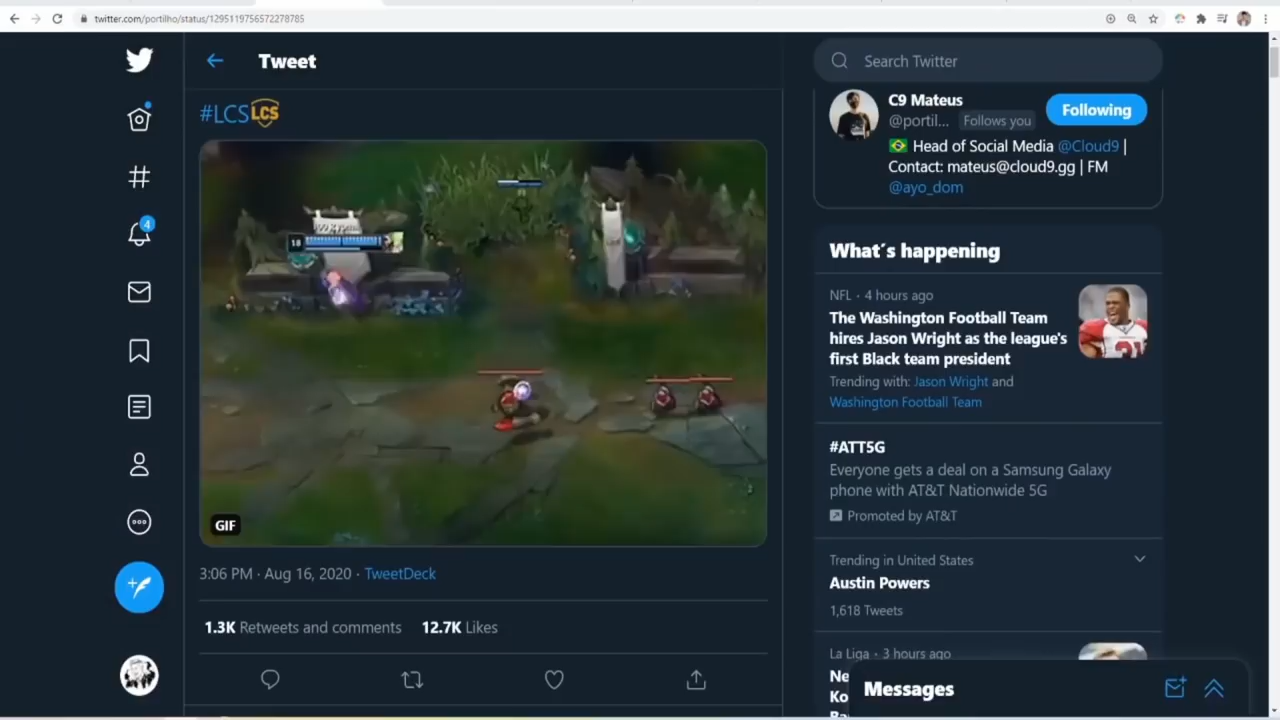 twitter.com/portilho/status/1295119756572278785
Tweet
Search Twitter
#LCS LCS
C9 Mateus
@portil... Follows you
Following
🇧🇷 Head of Social Media @Cloud9 |
Contact: mateus@cloud9.gg | FM
@ayo_dom
18
What´s happening
NFL · 4 hours ago
The Washington Football Team
hires Jason Wright as the league's
first Black team president
Trending with: Jason Wright and
Washington Football Team
#ATT5G
Everyone gets a deal on a Samsung Galaxy
phone with AT&T Nationwide 5G
Promoted by AT&T
GIF
4
3:06 PM · Aug 16, 2020 · TweetDeck
Trending in United States
Austin Powers
1,618 Tweets
1.3K Retweets and comments 12.7K Likes
La Liga · 3 hours ago
Ne
Ko
Messages